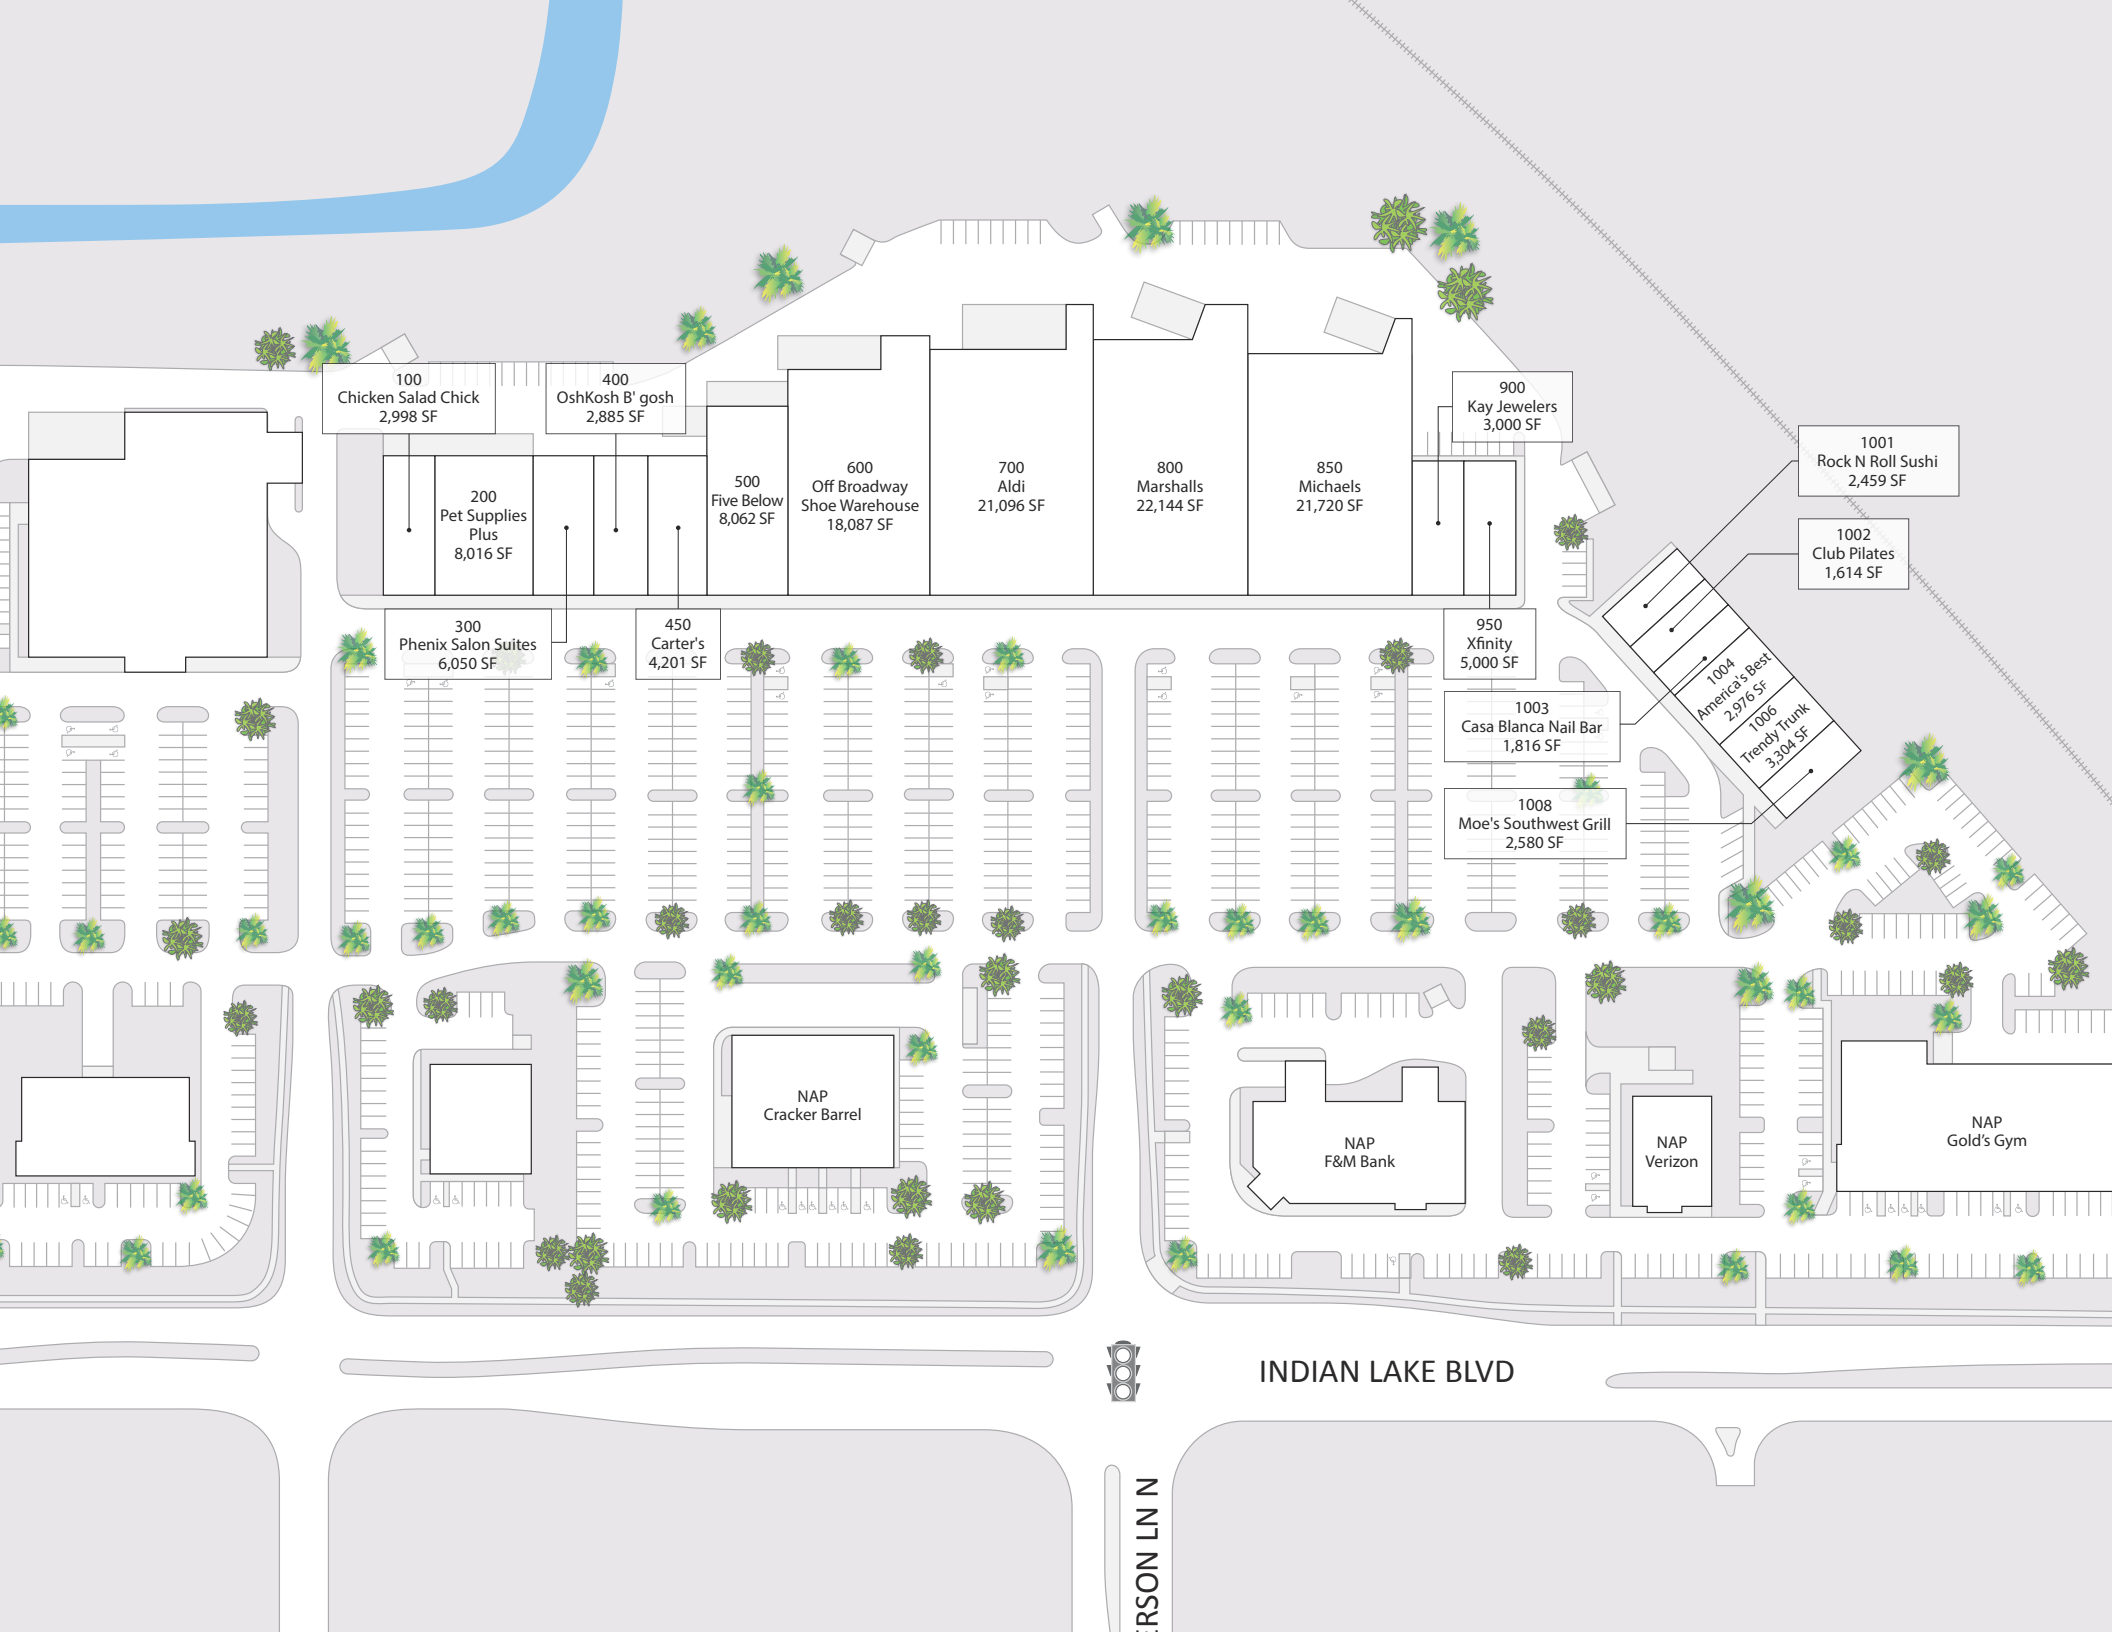 100
Chicken Salad Chick
2,998 SF
400
OshKosh B' gosh
2,885 SF
900
Kay Jewelers
3,000 SF
1001
Rock N Roll Sushi
2,459 SF
1002
Club Pilates
1,614 SF
200
Pet Supplies
Plus
8,016 SF
500
Five Below
8,062 SF
600
Off Broadway
Shoe Warehouse
18,087 SF
700
Aldi
21,096 SF
800
Marshalls
22,144 SF
850
Michaels
21,720 SF
300
Phenix Salon Suites
6,050 SF
450
Carter's
4,201 SF
950
Xfinity
5,000 SF
1003
Casa Blanca Nail Bar
1,816 SF
1004
America's Best
2,976 SF
1006
Trendy Trunk
3,304 SF
1008
Moe's Southwest Grill
2,580 SF
NAP
Cracker Barrel
NAP
F&M Bank
NAP
Verizon
NAP
Gold's Gym
INDIAN LAKE BLVD
ERSON LN N